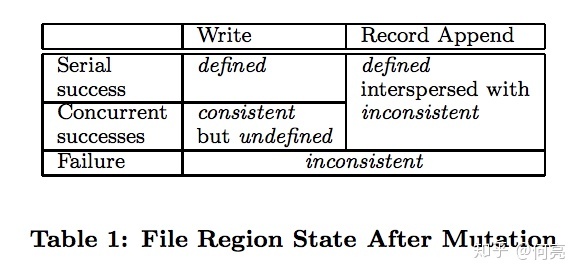 Write Record Append
Serial success defined defined interspersed with inconsistent
Concurrent successes consistent but undefined
Failure inconsistent
Table 1: File Region State After Mutation
知乎 @何亮